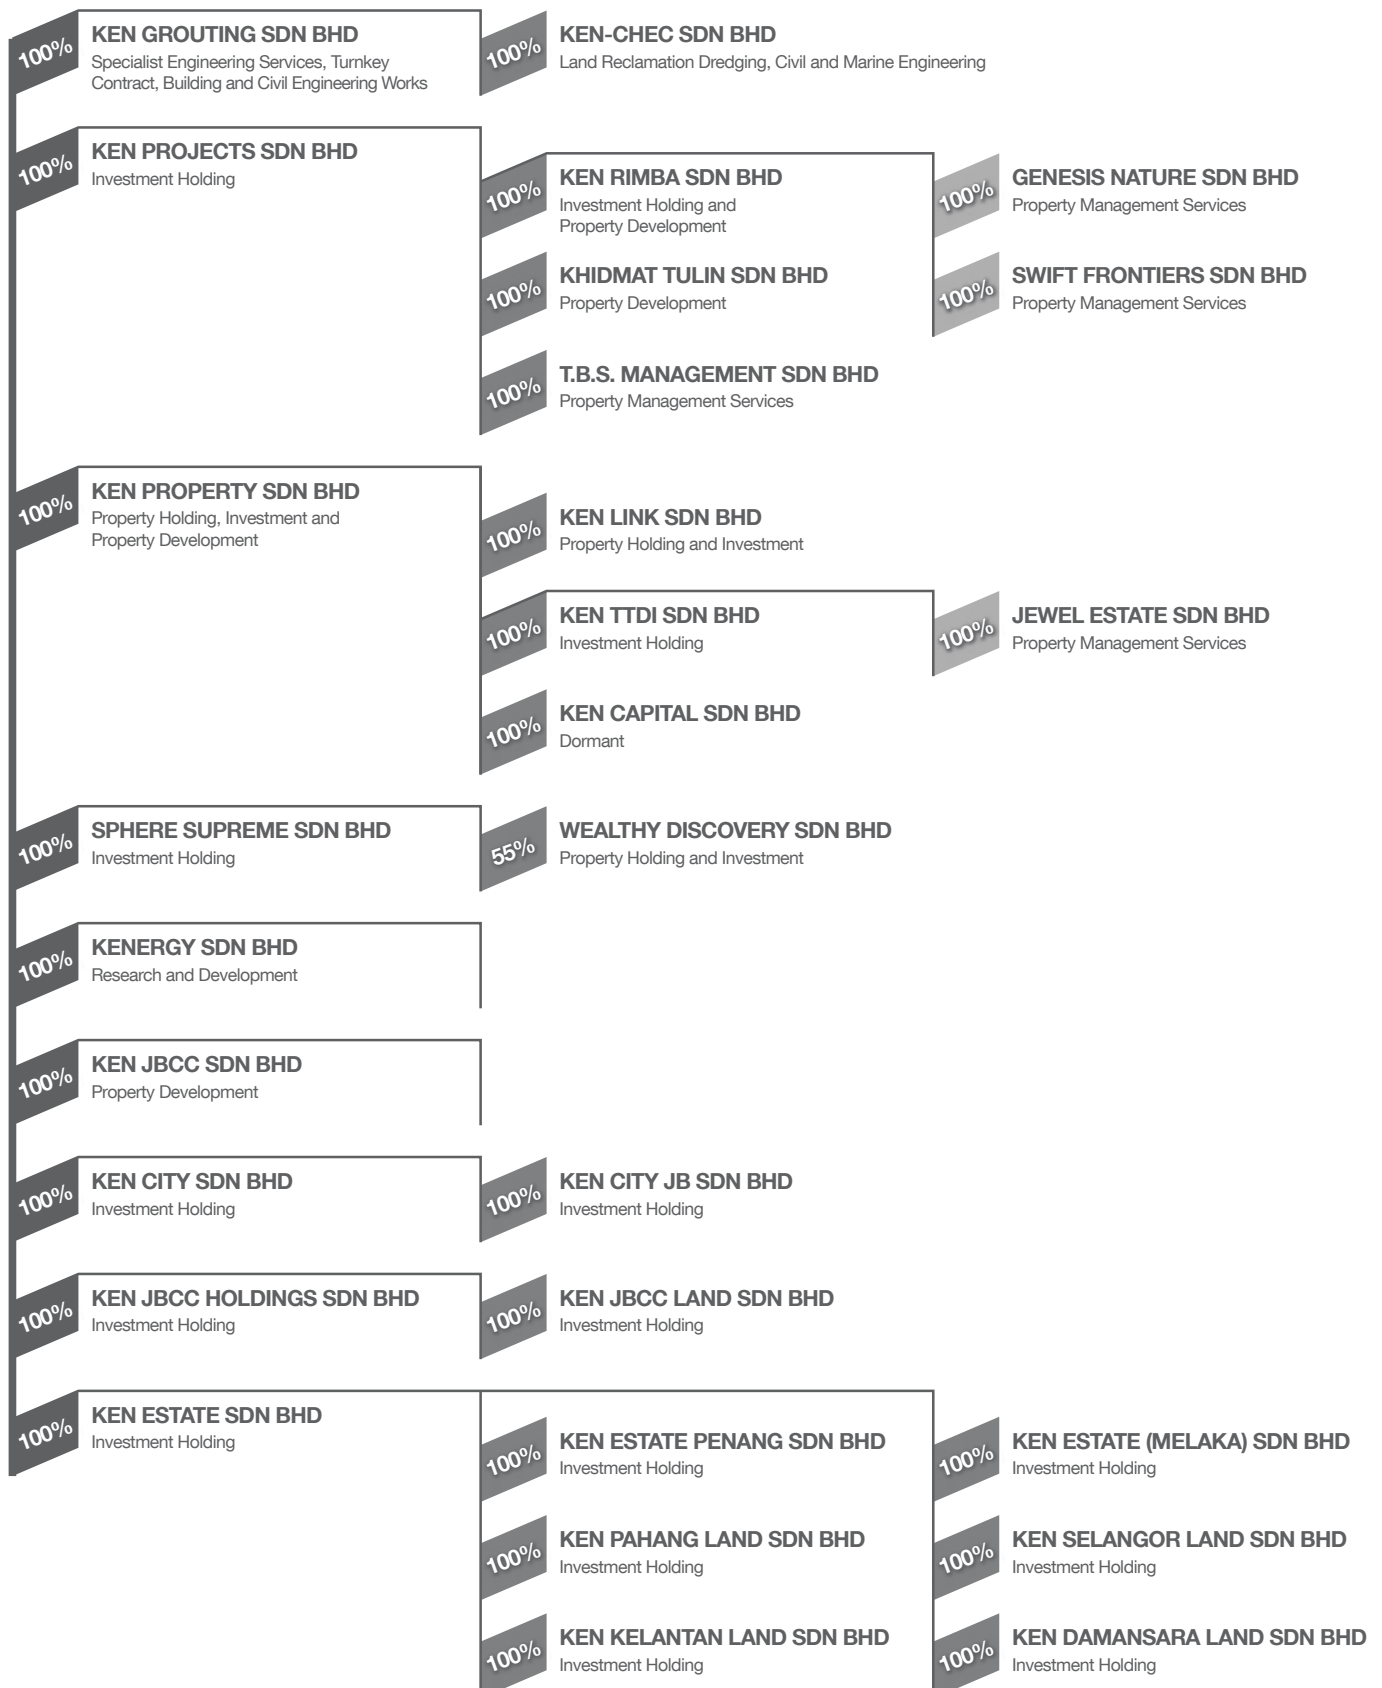 100%
KEN GROUTING SDN BHD
Specialist Engineering Services, Turnkey
Contract, Building and Civil Engineering Works
100%
KEN-CHEC SDN BHD
Land Reclamation Dredging, Civil and Marine Engineering
100%
KEN PROJECTS SDN BHD
Investment Holding
100%
KEN RIMBA SDN BHD
Investment Holding and
Property Development
100%
GENESIS NATURE SDN BHD
Property Management Services
100%
KHIDMAT TULIN SDN BHD
Property Development
100%
SWIFT FRONTIERS SDN BHD
Property Management Services
100%
T.B.S. MANAGEMENT SDN BHD
Property Management Services
100%
KEN PROPERTY SDN BHD
Property Holding, Investment and
Property Development
100%
KEN LINK SDN BHD
Property Holding and Investment
100%
KEN TTDI SDN BHD
Investment Holding
100%
JEWEL ESTATE SDN BHD
Property Management Services
100%
KEN CAPITAL SDN BHD
Dormant
100%
SPHERE SUPREME SDN BHD
Investment Holding
55%
WEALTHY DISCOVERY SDN BHD
Property Holding and Investment
100%
KENERGY SDN BHD
Research and Development
100%
KEN JBCC SDN BHD
Property Development
100%
KEN CITY SDN BHD
Investment Holding
100%
KEN CITY JB SDN BHD
Investment Holding
100%
KEN JBCC HOLDINGS SDN BHD
Investment Holding
100%
KEN JBCC LAND SDN BHD
Investment Holding
100%
KEN ESTATE SDN BHD
Investment Holding
100%
KEN ESTATE PENANG SDN BHD
Investment Holding
100%
KEN ESTATE (MELAKA) SDN BHD
Investment Holding
100%
KEN PAHANG LAND SDN BHD
Investment Holding
100%
KEN SELANGOR LAND SDN BHD
Investment Holding
100%
KEN KELANTAN LAND SDN BHD
Investment Holding
100%
KEN DAMANSARA LAND SDN BHD
Investment Holding